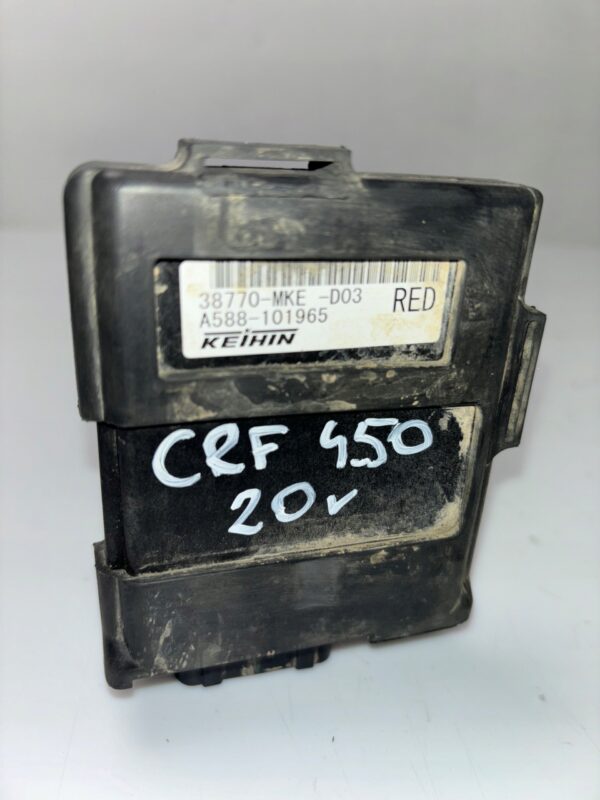 38770-MKE -D03 RED
A588-101965
KEIHIN
CRF 450
20r